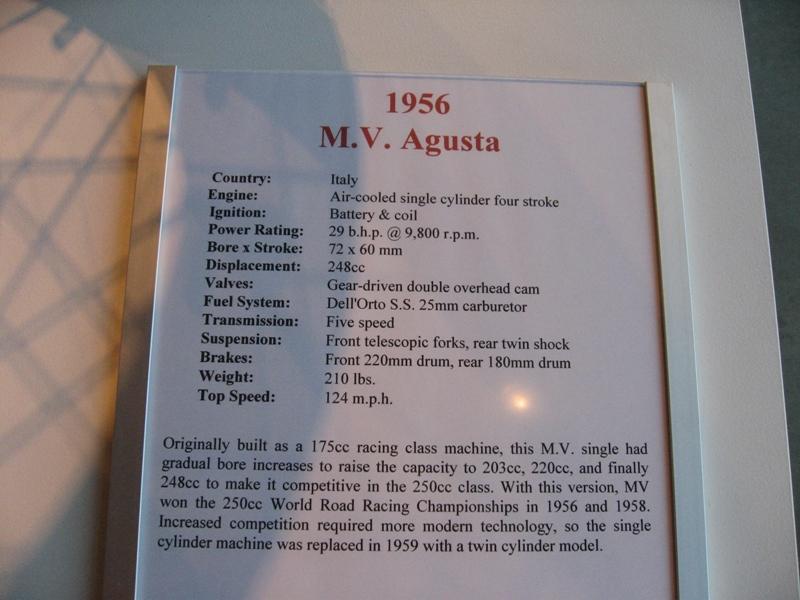 1956
M.V. Agusta
Country: Italy
Engine: Air-cooled single cylinder four stroke
Ignition: Battery & coil
Power Rating: 29 b.h.p. @ 9,800 r.p.m.
Bore x Stroke: 72 x 60 mm
Displacement: 248cc
Valves: Gear-driven double overhead cam
Fuel System: Dell'Orto S.S. 25mm carburetor
Transmission: Five speed
Suspension: Front telescopic forks, rear twin shock
Brakes: Front 220mm drum, rear 180mm drum
Weight: 210 lbs.
Top Speed: 124 m.p.h.
Originally built as a 175cc racing class machine, this M.V. single had
gradual bore increases to raise the capacity to 203cc, 220cc, and finally
248cc to make it competitive in the 250cc class. With this version, MV
won the 250cc World Road Racing Championships in 1956 and 1958.
Increased competition required more modern technology, so the single
cylinder machine was replaced in 1959 with a twin cylinder model.